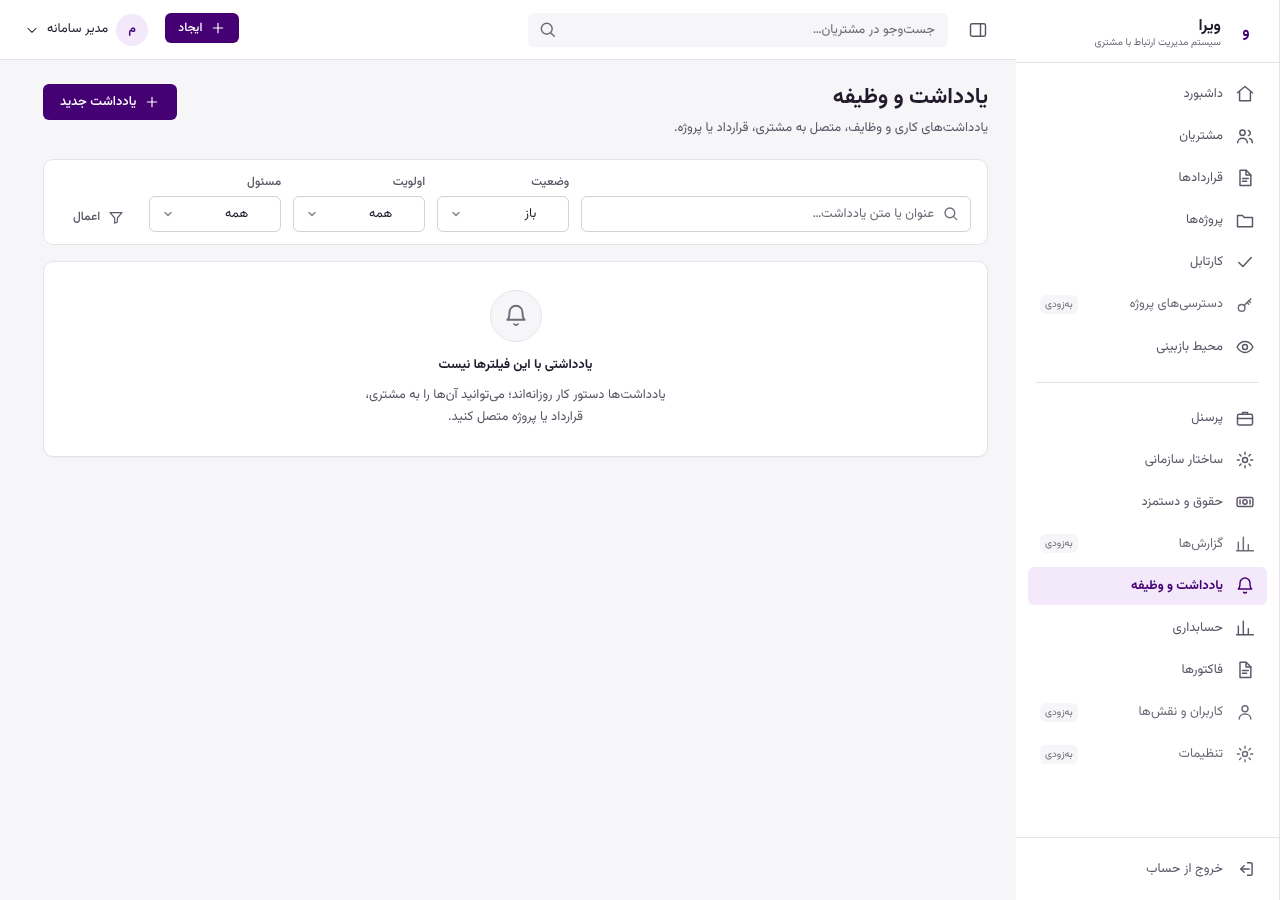 و
ویرا
سیستم مدیریت ارتباط با مشتری
داشبورد
مشتریان
قراردادها
پروژه‌ها
کارتابل
دسترسی‌های پروژه
به‌زودی
محیط بازبینی
پرسنل
ساختار سازمانی
حقوق و دستمزد
گزارش‌ها
به‌زودی
یادداشت و وظیفه
حسابداری
فاکتورها
کاربران و نقش‌ها
به‌زودی
تنظیمات
به‌زودی
خروج از حساب
جست‌وجو در مشتریان...
ایجاد
م
مدیر سامانه
یادداشت و وظیفه
یادداشت‌های کاری و وظایف، متصل به مشتری، قرارداد یا پروژه.
یادداشت جدید
عنوان یا متن یادداشت...
وضعیت
باز
اولویت
همه
مسئول
همه
اعمال
یادداشتی با این فیلترها نیست
یادداشت‌ها دستور کار روزانه‌اند؛ می‌توانید آن‌ها را به مشتری،
قرارداد یا پروژه متصل کنید.